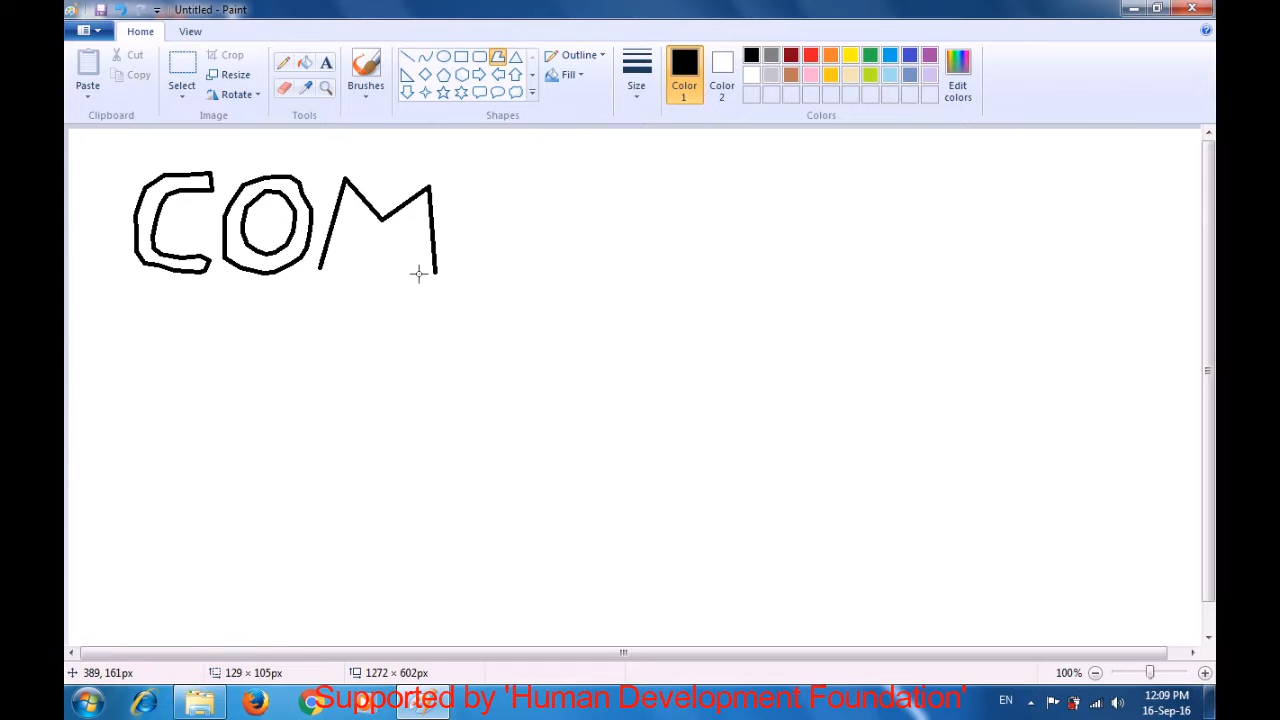 Untitled - Paint
Home View
Paste
Cut
Copy
Clipboard
Select
Crop
Resize
Rotate
Image
Tools
Brushes
Outline
Fill
Shapes
Size
Color 1
Color 2
Edit colors
Colors
COM
389, 161px 129 × 105px 1272 × 602px 100%
EN 12:09 PM
16-Sep-16
Supported by 'Human Development Foundation'